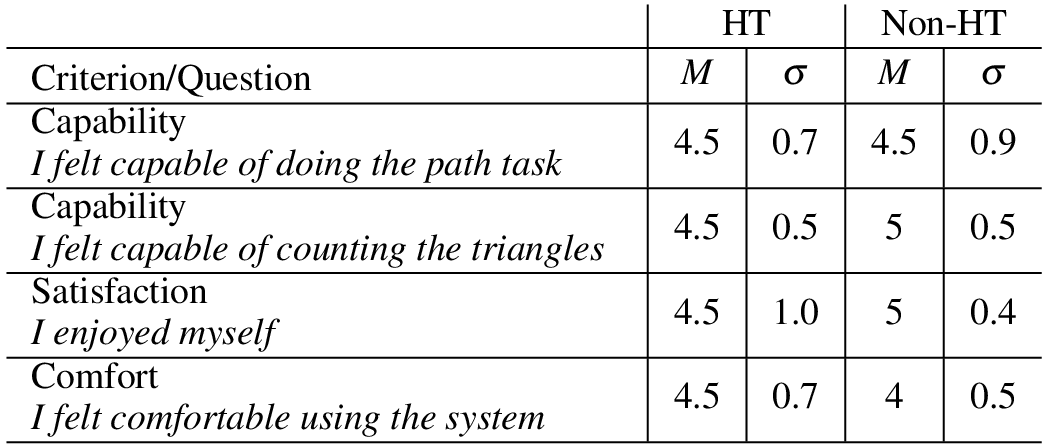 HT Non-HT
Criterion/Question M σ M σ
Capability
I felt capable of doing the path task 4.5 0.7 4.5 0.9
Capability
I felt capable of counting the triangles 4.5 0.5 5 0.5
Satisfaction
I enjoyed myself 4.5 1.0 5 0.4
Comfort
I felt comfortable using the system 4.5 0.7 4 0.5